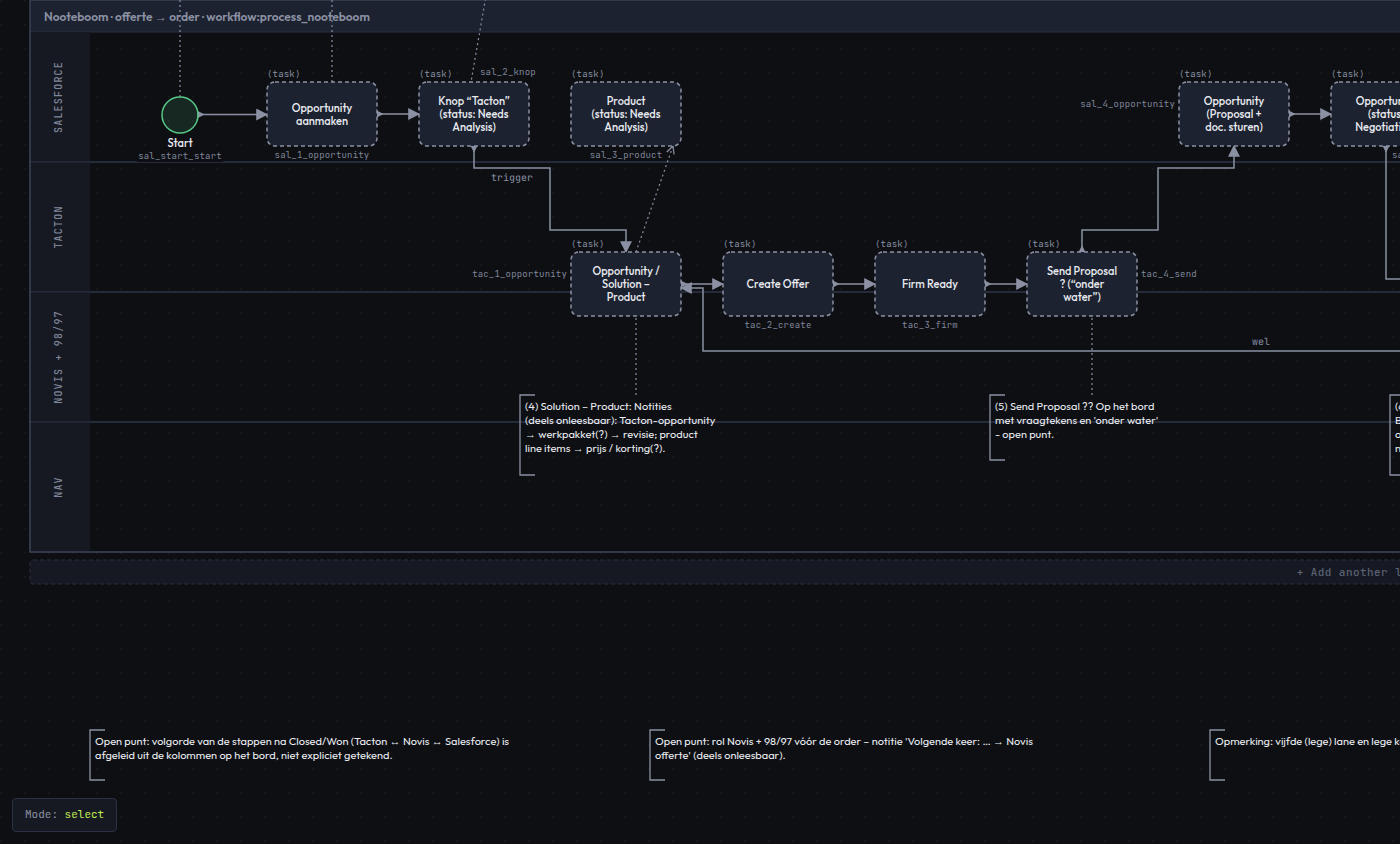 Nooteboom · offerte → order · workflow:process_nooteboom
SALESFORCE
(task)
(task)
sal_2_knop
(task)
(task)
(task)
Start
sal_start_start
Opportunity
aanmaken
sal_1_opportunity
Knop “Tacton”
(status: Needs
Analysis)
Product
(status: Needs
Analysis)
sal_3_product
sal_4_opportunity
Opportunity
(Proposal +
doc. sturen)
trigger
TACTON
(task)
(task)
(task)
(task)
tac_1_opportunity
Opportunity /
Solution –
Product
Create Offer
tac_2_create
Firm Ready
tac_3_firm
Send Proposal
? (“onder
water”)
tac_4_send
NOVIS + 98/97
wel
(4) Solution – Product: Notities
(deels onleesbaar): Tacton-opportunity
→ werkpakket(?) → revisie; product
line items → prijs / korting(?).
(5) Send Proposal ?? Op het bord
met vraagtekens en 'onder water'
- open punt.
NAV
+ Add another
Open punt: volgorde van de stappen na Closed/Won (Tacton ↔ Novis ↔ Salesforce) is
afgeleid uit de kolommen op het bord, niet expliciet getekend.
Open punt: rol Novis + 98/97 vóór de order – notitie 'Volgende keer: ... → Novis
offerte' (deels onleesbaar).
Opmerking: vijfde (lege) lane en lege
Mode: select